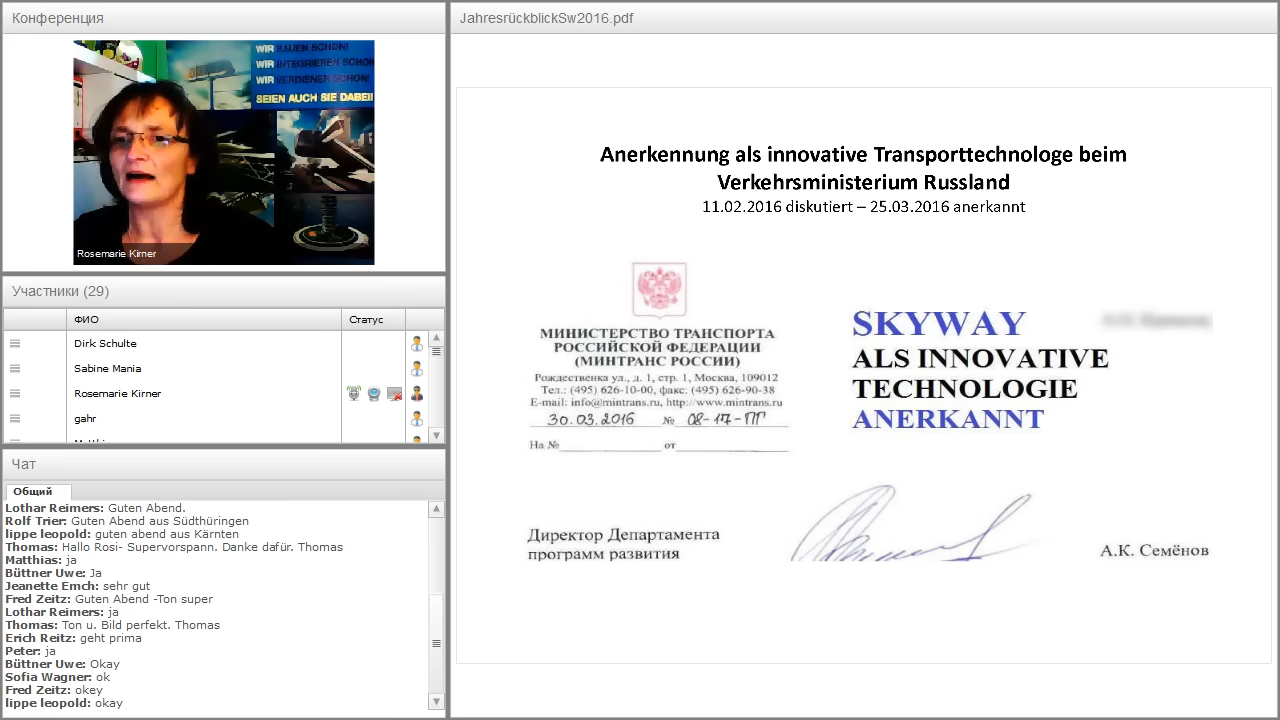 Конференция
WIR BAUEN SCHON!
WIR INTEGRIEREN SCHON
WIR VERDIENEN SCHON!
SEIEN AUCH SIE DABEI!
Rosemarie Kirner
Участники (29)
ФИО
Статус
Dirk Schulte
Sabine Mania
Rosemarie Kirner
gahr
Чат
Общий
Lothar Reimers: Guten Abend.
Rolf Trier: Guten Abend aus Südthüringen
lippe leopold: guten abend aus Kärnten
Thomas: Hallo Rosi- Supervorspann. Danke dafür. Thomas
Matthias: ja
Büttner Uwe: Ja
Jeanette Emch: sehr gut
Fred Zeitz: Guten Abend -Ton super
Lothar Reimers: ja
Thomas: Ton u. Bild perfekt. Thomas
Erich Reitz: geht prima
Peter: ja
Büttner Uwe: Okay
Sofia Wagner: ok
Fred Zeitz: okey
lippe leopold: okay
JahresrückblickSw2016.pdf
Anerkennung als innovative Transporttechnologe beim
Verkehrsministerium Russland
11.02.2016 diskutiert – 25.03.2016 anerkannt
МИНИСТЕРСТВО ТРАНСПОРТА
РОССИЙСКОЙ ФЕДЕРАЦИИ
(МИНТРАНС РОССИИ)
Рождественка ул., д. 1, стр. 1, Москва, 109012
Тел.: (495) 626-10-00, факс: (495) 626-90-38
E-mail: info@mintrans.ru, http://www.mintrans.ru
30.03.2016 № 08-17-ПГ
На № от
SKYWAY
ALS INNOVATIVE
TECHNOLOGIE
ANERKANNT
Директор Департамента
программ развития
А.К. Семёнов